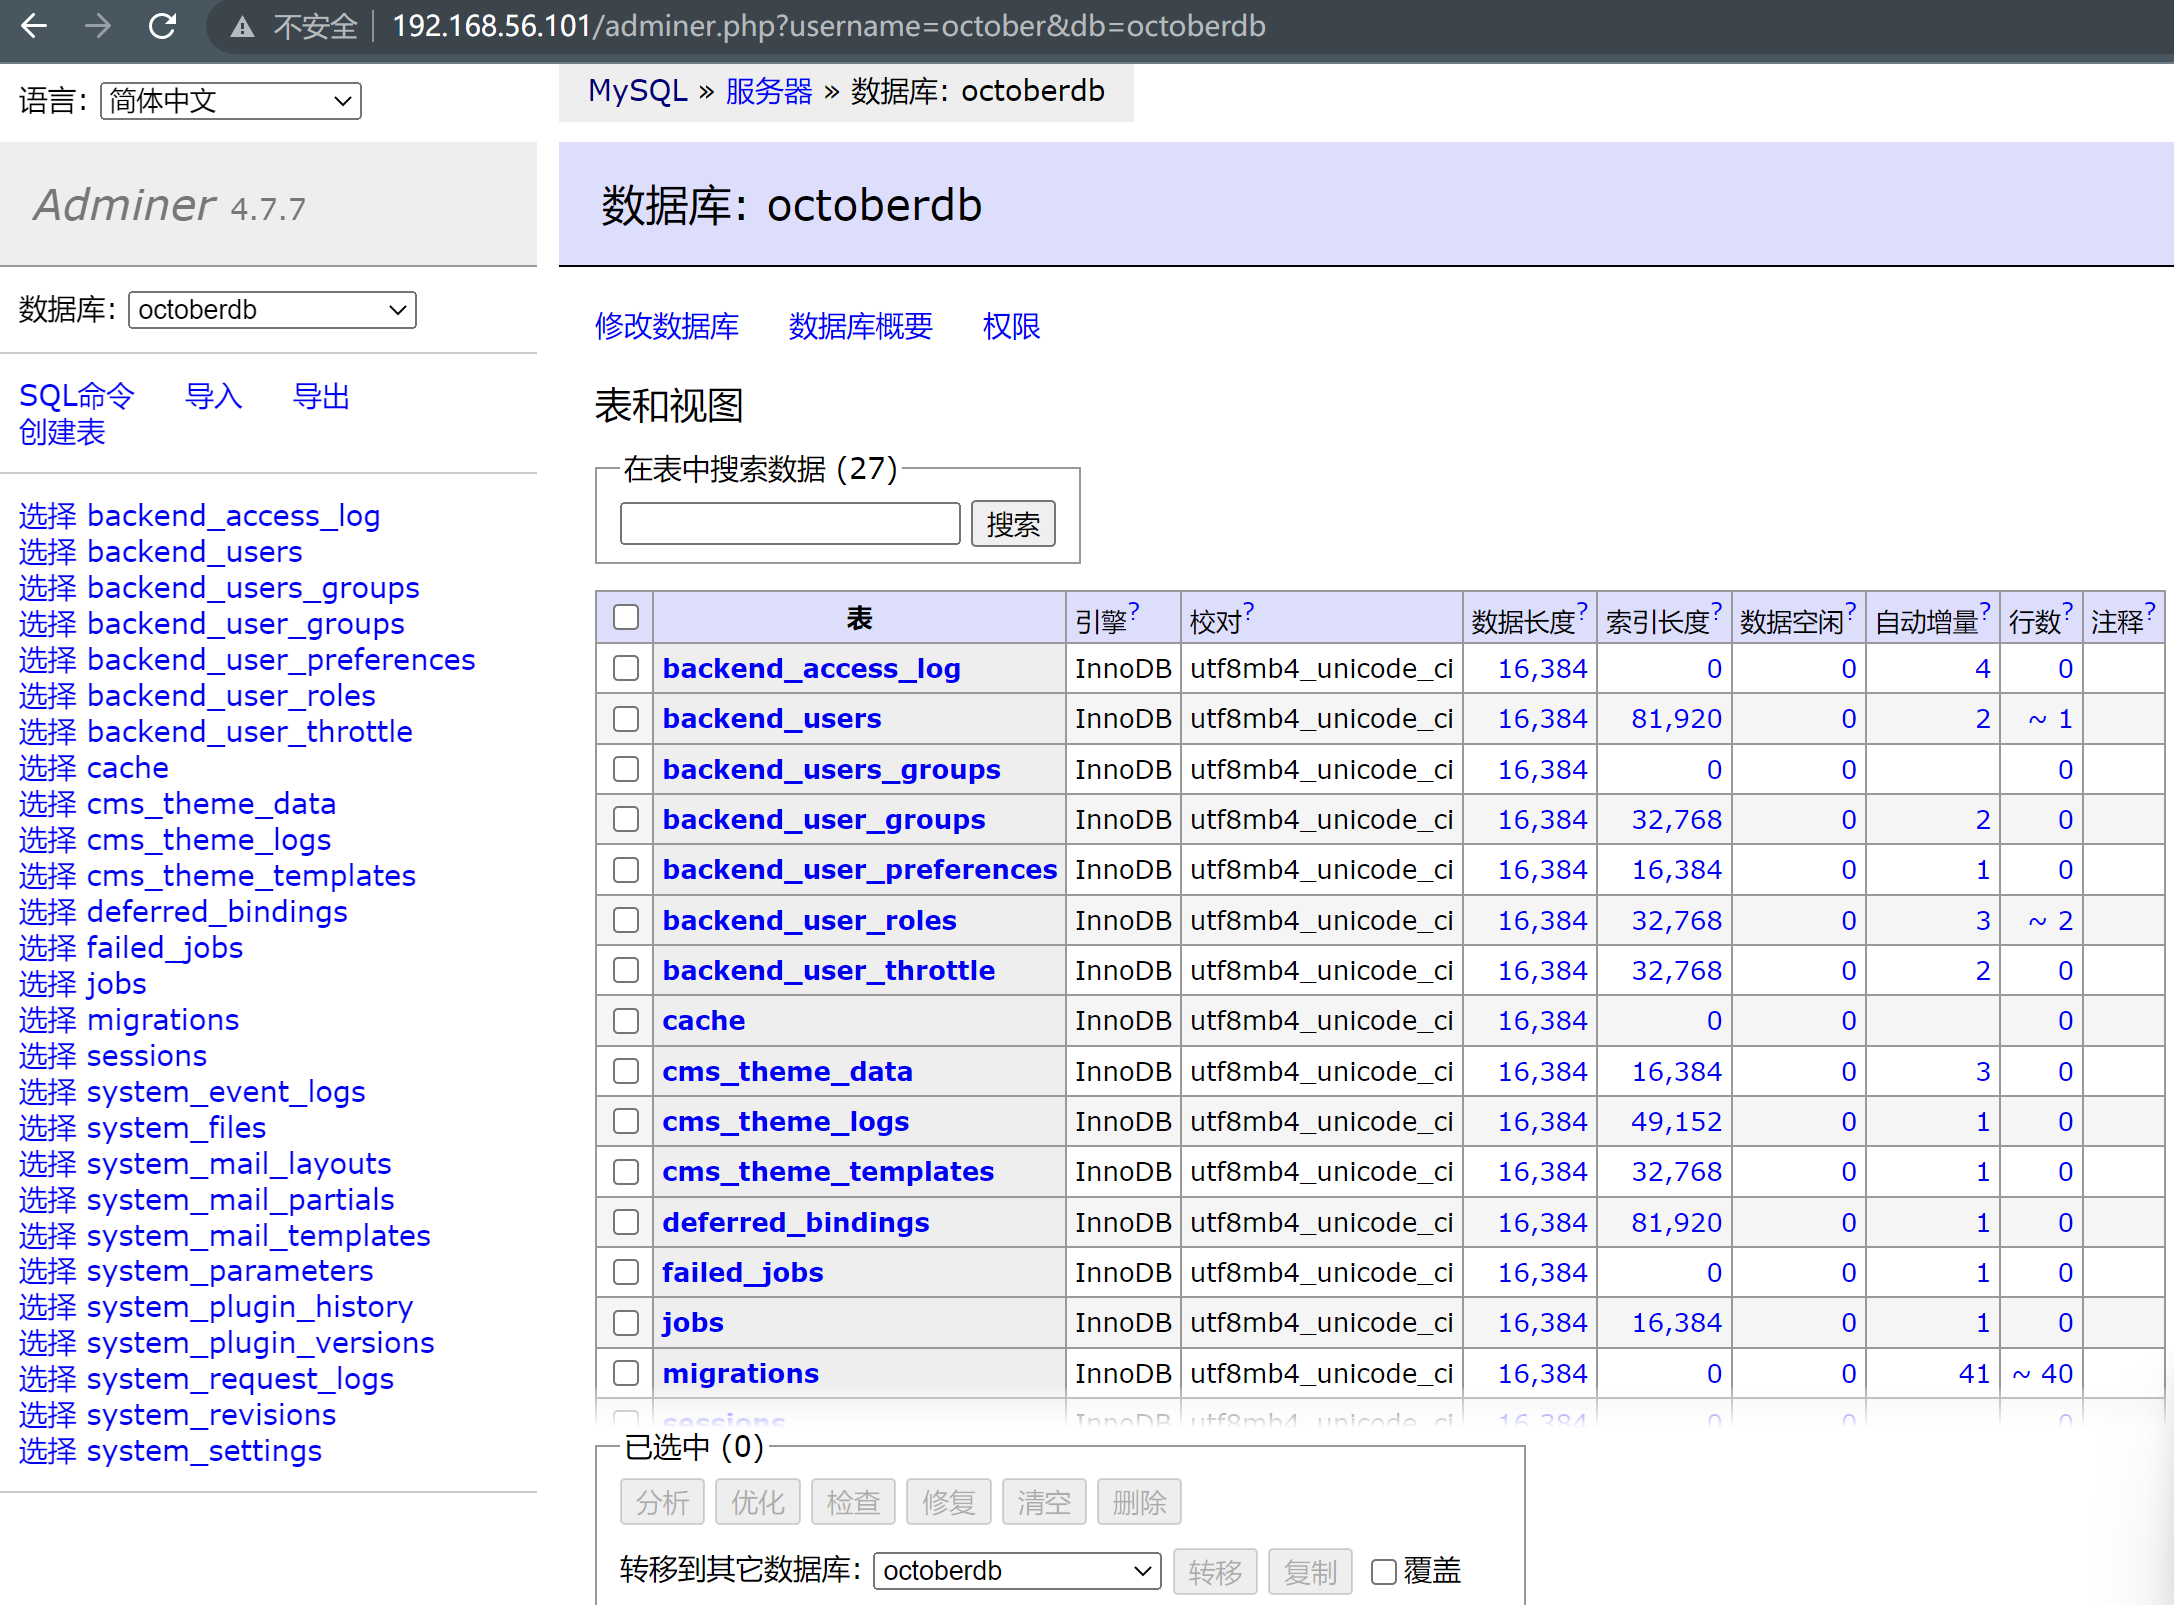 不安全 192.168.56.101/adminer.php?username=october&db=octoberdb
语言: 简体中文
MySQL » 服务器 » 数据库: octoberdb
Adminer 4.7.7
数据库: octoberdb
数据库: octoberdb
SQL命令 导入 导出
创建表
选择 backend_access_log
选择 backend_users
选择 backend_users_groups
选择 backend_user_groups
选择 backend_user_preferences
选择 backend_user_roles
选择 backend_user_throttle
选择 cache
选择 cms_theme_data
选择 cms_theme_logs
选择 cms_theme_templates
选择 deferred_bindings
选择 failed_jobs
选择 jobs
选择 migrations
选择 sessions
选择 system_event_logs
选择 system_files
选择 system_mail_layouts
选择 system_mail_partials
选择 system_mail_templates
选择 system_parameters
选择 system_plugin_history
选择 system_plugin_versions
选择 system_request_logs
选择 system_revisions
选择 system_settings
修改数据库 数据库概要 权限
表和视图
在表中搜索数据 (27)
搜索
表 引擎? 校对? 数据长度? 索引长度? 数据空闲? 自动增量? 行数? 注释?
backend_access_log InnoDB utf8mb4_unicode_ci 16,384 0 0 4 0
backend_users InnoDB utf8mb4_unicode_ci 16,384 81,920 0 2 ~ 1
backend_users_groups InnoDB utf8mb4_unicode_ci 16,384 0 0 0
backend_user_groups InnoDB utf8mb4_unicode_ci 16,384 32,768 0 2 0
backend_user_preferences InnoDB utf8mb4_unicode_ci 16,384 16,384 0 1 0
backend_user_roles InnoDB utf8mb4_unicode_ci 16,384 32,768 0 3 ~ 2
backend_user_throttle InnoDB utf8mb4_unicode_ci 16,384 32,768 0 2 0
cache InnoDB utf8mb4_unicode_ci 16,384 0 0 0
cms_theme_data InnoDB utf8mb4_unicode_ci 16,384 16,384 0 3 0
cms_theme_logs InnoDB utf8mb4_unicode_ci 16,384 49,152 0 1 0
cms_theme_templates InnoDB utf8mb4_unicode_ci 16,384 32,768 0 1 0
deferred_bindings InnoDB utf8mb4_unicode_ci 16,384 81,920 0 1 0
failed_jobs InnoDB utf8mb4_unicode_ci 16,384 0 0 1 0
jobs InnoDB utf8mb4_unicode_ci 16,384 16,384 0 1 0
migrations InnoDB utf8mb4_unicode_ci 16,384 0 0 41 ~ 40
sessions InnoDB utf8mb4_unicode_ci 16,384 0 0 0
已选中 (0)
分析 优化 检查 修复 清空 删除
转移到其它数据库: octoberdb 转移 复制 覆盖